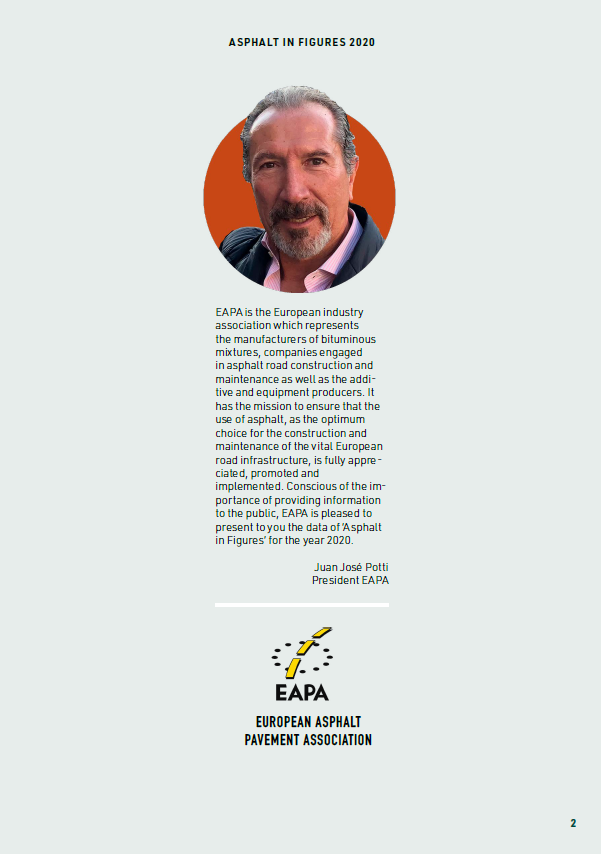 ASPHALT IN FIGURES 2020
EAPA is the European industry
association which represents
the manufacturers of bituminous
mixtures, companies engaged
in asphalt road construction and
maintenance as well as the addi-
tive and equipment producers. It
has the mission to ensure that the
use of asphalt, as the optimum
choice for the construction and
maintenance of the vital European
road infrastructure, is fully appre-
ciated, promoted and
implemented. Conscious of the im-
portance of providing information
to the public, EAPA is pleased to
present to you the data of 'Asphalt
in Figures' for the year 2020.
Juan José Potti
President EAPA
EAPA
EUROPEAN ASPHALT
PAVEMENT ASSOCIATION
2